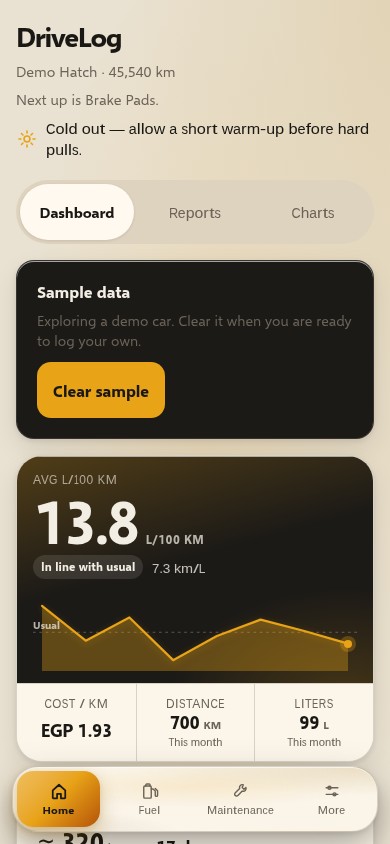 DriveLog
Demo Hatch · 45,540 km
Next up is Brake Pads.
Cold out — allow a short warm-up before hard
pulls.
Dashboard
Reports
Charts
Sample data
Exploring a demo car. Clear it when you are ready
to log your own.
Clear sample
AVG L/100 KM
13.8 L/100 KM
In line with usual 7.3 km/L
Usual
COST / KM
EGP 1.93
DISTANCE
700 KM
This month
LITERS
99 L
This month
Home
Fuel
Maintenance
More